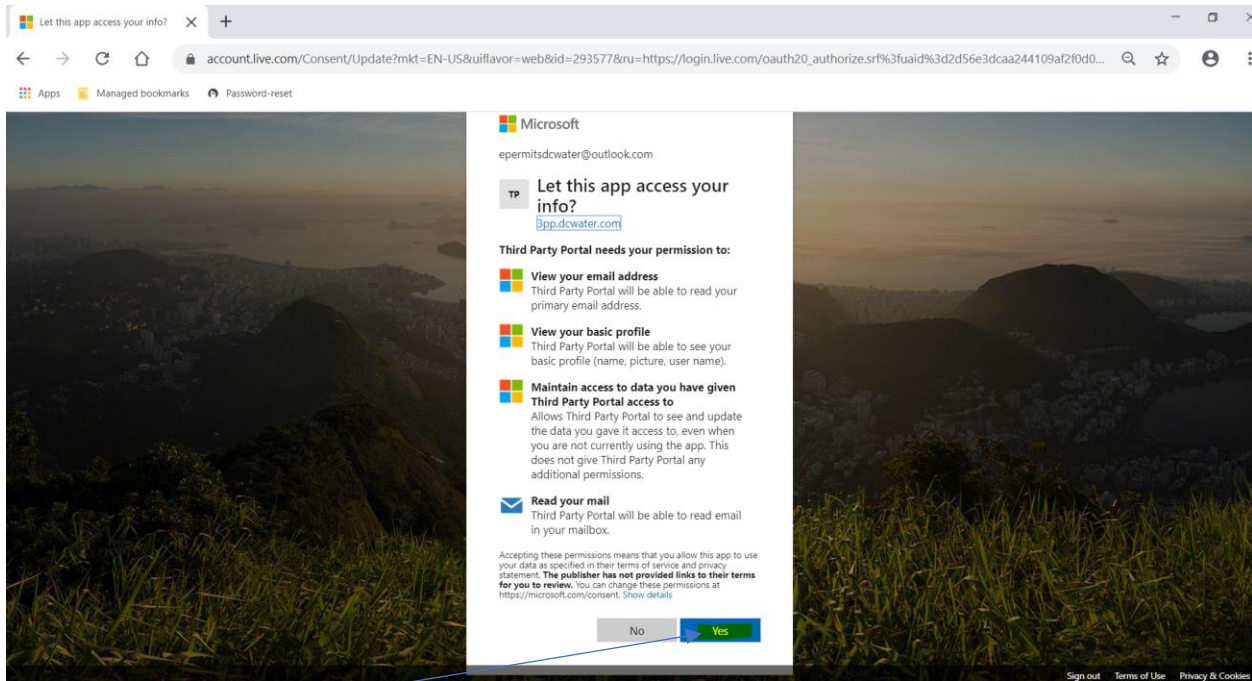 Let this app access your info?
account.live.com/Consent/Update?mkt=EN-US&uiflavor=web&id=293577&ru=https://login.live.com/oauth20_authorize.srf%3fuaid%3d2d56e3dcaa244109af2f0d0...
Apps Managed bookmarks Password-reset
Microsoft
epermitsdcwater@outlook.com
TP
Let this app access your
info?
3pp.dcwater.com
Third Party Portal needs your permission to:
View your email address
Third Party Portal will be able to read your
primary email address.
View your basic profile
Third Party Portal will be able to see your
basic profile (name, picture, user name).
Maintain access to data you have given
Third Party Portal access to
Allows Third Party Portal to see and update
the data you gave it access to, even when
you are not currently using the app. This
does not give Third Party Portal any
additional permissions.
Read your mail
Third Party Portal will be able to read email
in your mailbox.
Accepting these permissions means that you allow this app to use
your data as specified in their terms of service and privacy
statement. The publisher has not provided links to their terms
for you to review. You can change these permissions at
https://microsoft.com/consent. Show details
No Yes
Sign out Terms of Use Privacy & Cookies